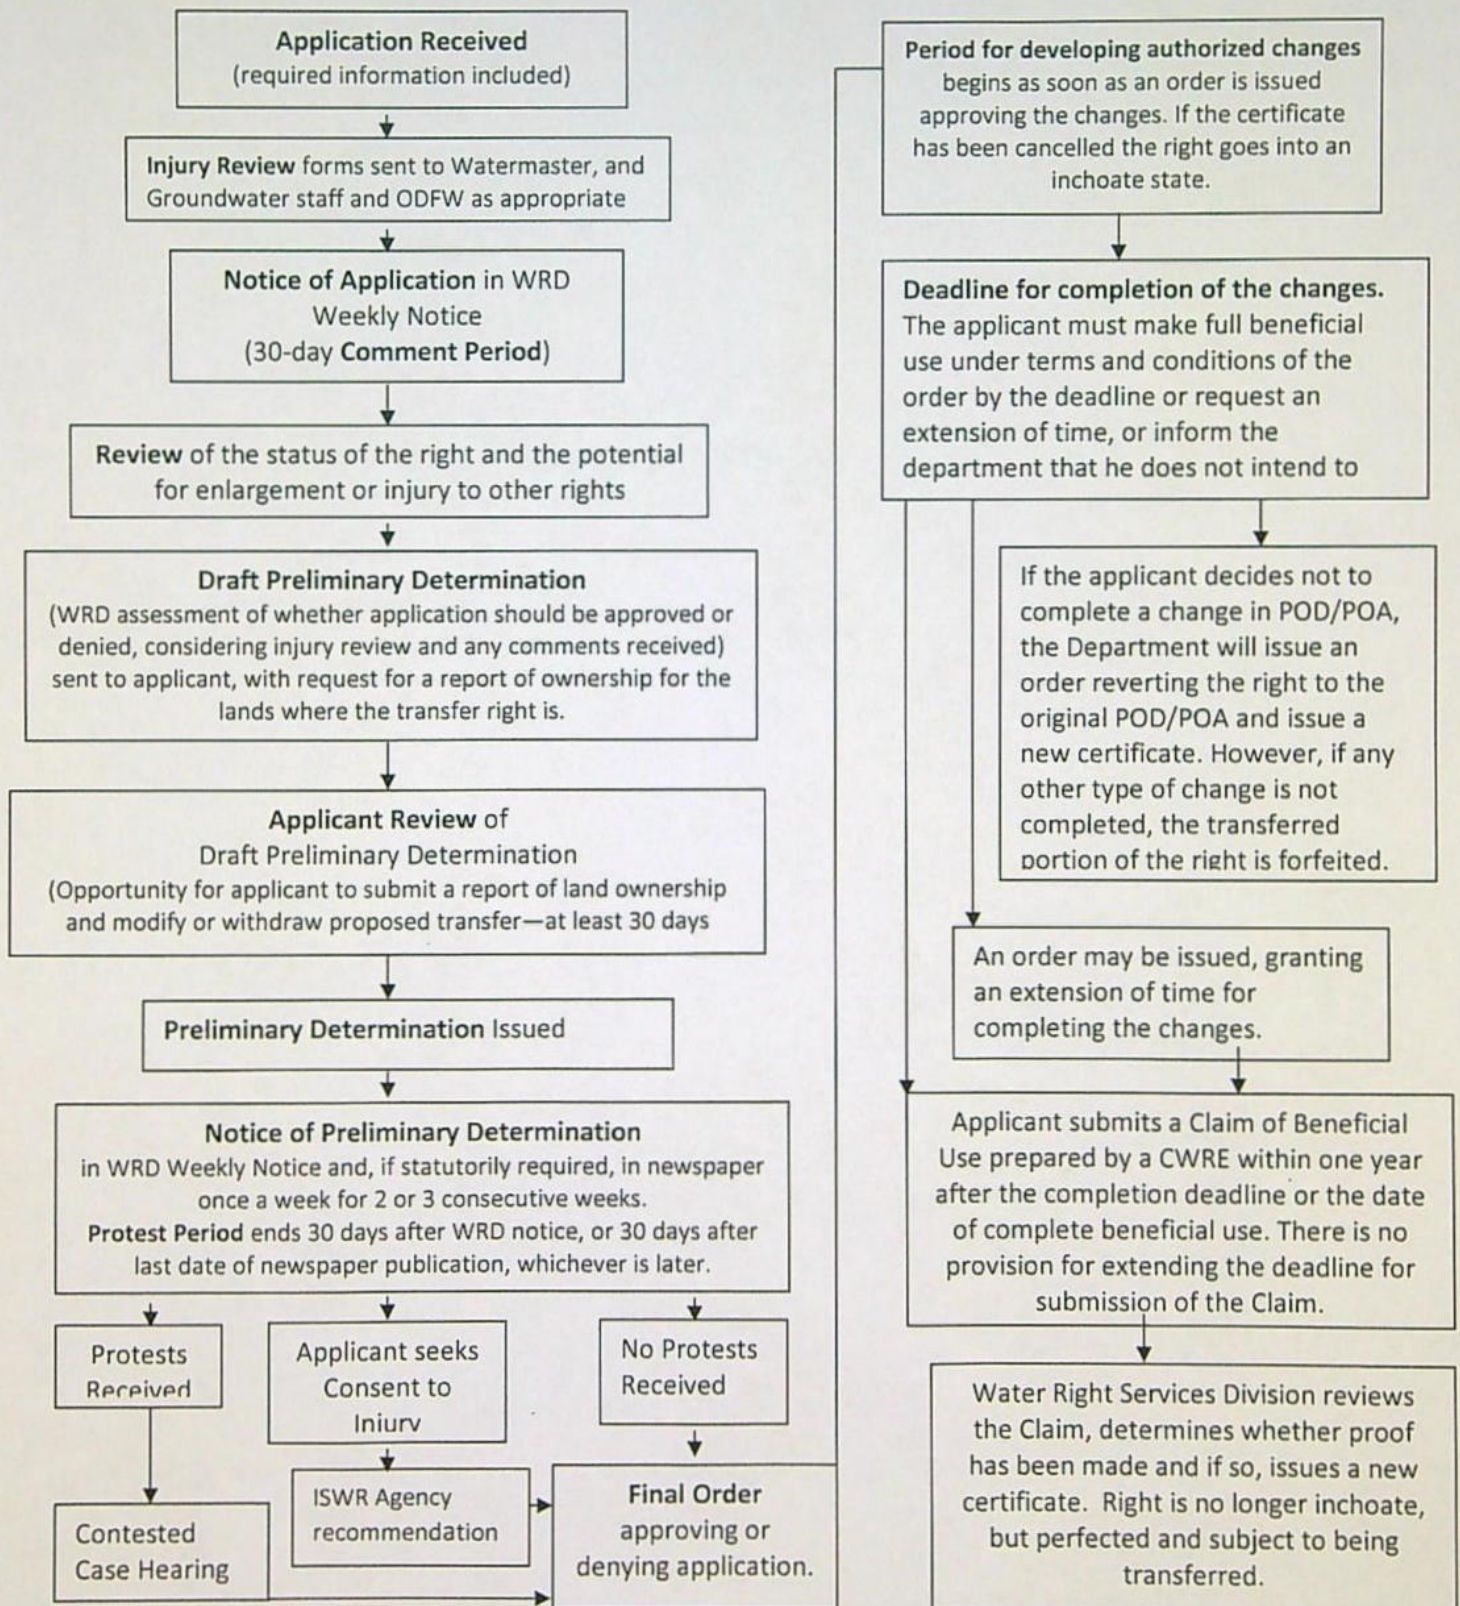 Application Received
(required information included)
Injury Review forms sent to Watermaster, and
Groundwater staff and ODFW as appropriate
Notice of Application in WRD
Weekly Notice
(30-day Comment Period)
Review of the status of the right and the potential
for enlargement or injury to other rights
Draft Preliminary Determination
(WRD assessment of whether application should be approved or
denied, considering injury review and any comments received)
sent to applicant, with request for a report of ownership for the
lands where the transfer right is.
Applicant Review of
Draft Preliminary Determination
(Opportunity for applicant to submit a report of land ownership
and modify or withdraw proposed transfer—at least 30 days
Preliminary Determination Issued
Notice of Preliminary Determination
in WRD Weekly Notice and, if statutorily required, in newspaper
once a week for 2 or 3 consecutive weeks.
Protest Period ends 30 days after WRD notice, or 30 days after
last date of newspaper publication, whichever is later.
Protests
Received
Applicant seeks
Consent to
Injury
No Protests
Received
Contested
Case Hearing
ISWR Agency
recommendation
Final Order
approving or
denying application.
Period for developing authorized changes
begins as soon as an order is issued
approving the changes. If the certificate
has been cancelled the right goes into an
inchoate state.
Deadline for completion of the changes.
The applicant must make full beneficial
use under terms and conditions of the
order by the deadline or request an
extension of time, or inform the
department that he does not intend to
If the applicant decides not to
complete a change in POD/POA,
the Department will issue an
order reverting the right to the
original POD/POA and issue a
new certificate. However, if any
other type of change is not
completed, the transferred
portion of the right is forfeited.
An order may be issued, granting
an extension of time for
completing the changes.
Applicant submits a Claim of Beneficial
Use prepared by a CWRE within one year
after the completion deadline or the date
of complete beneficial use. There is no
provision for extending the deadline for
submission of the Claim.
Water Right Services Division reviews
the Claim, determines whether proof
has been made and if so, issues a new
certificate. Right is no longer inchoate,
but perfected and subject to being
transferred.